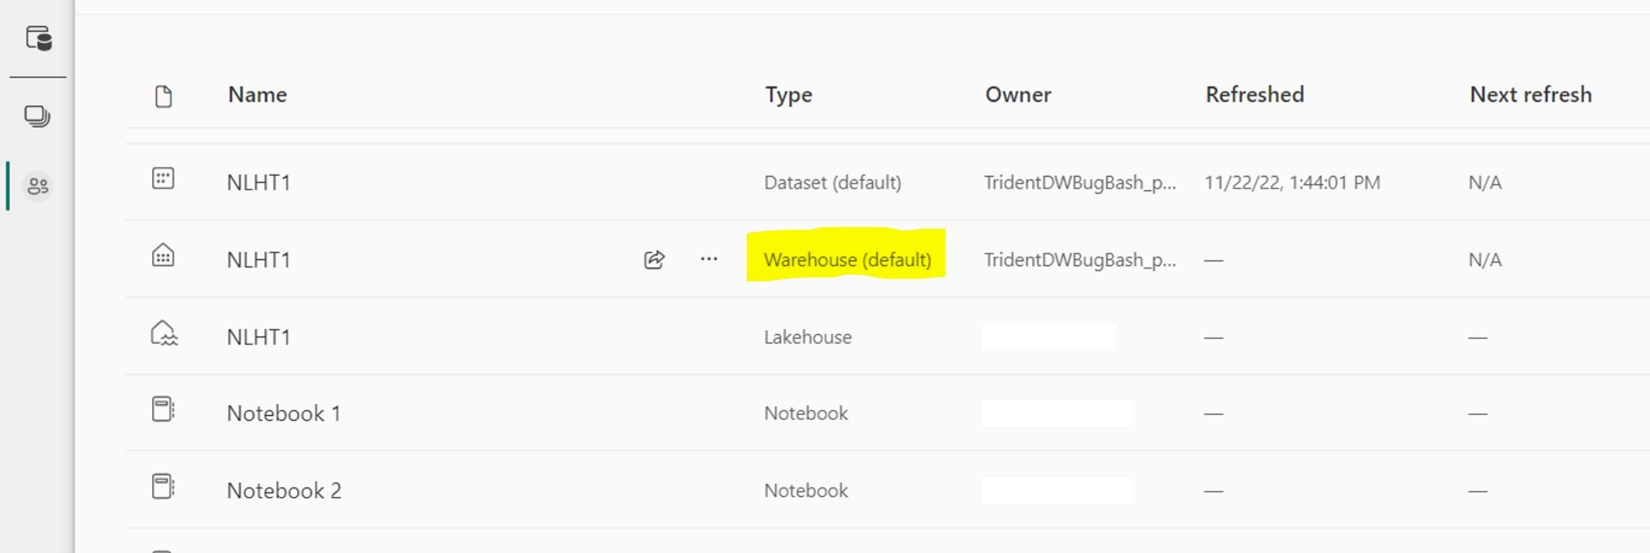 Name Type Owner Refreshed Next refresh
NLHT1 Dataset (default) TridentDWBugBash_p... 11/22/22, 1:44:01 PM N/A
NLHT1 ... Warehouse (default) TridentDWBugBash_p... — N/A
NLHT1 Lakehouse — —
Notebook 1 Notebook — —
Notebook 2 Notebook — —